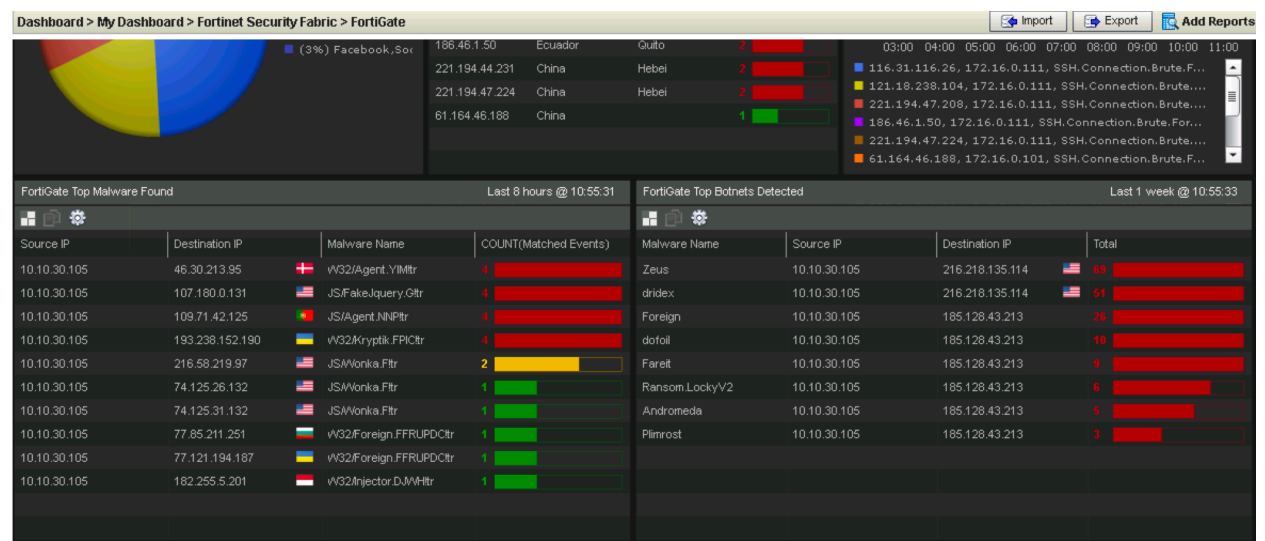 Dashboard > My Dashboard > Fortinet Security Fabric > FortiGate
Import Export Add Reports
(3%) Facebook,Soc
186.46.1.50 Ecuador Quito 2
221.194.44.231 China Hebei 2
221.194.47.224 China Hebei 2
61.164.46.188 China 1
03:00 04:00 05:00 06:00 07:00 08:00 09:00 10:00 11:00
116.31.116.26, 172.16.0.111, SSH.Connection.Brute.F...
121.18.238.104, 172.16.0.111, SSH.Connection.Brute....
221.194.47.208, 172.16.0.111, SSH.Connection.Brute....
186.46.1.50, 172.16.0.111, SSH.Connection.Brute.For...
221.194.47.224, 172.16.0.111, SSH.Connection.Brute....
61.164.46.188, 172.16.0.101, SSH.Connection.Brute.F...
FortiGate Top Malware Found Last 8 hours @ 10:55:31
Source IP Destination IP Malware Name COUNT(Matched Events)
10.10.30.105 46.30.213.95 W32/Agent.YIM!tr 4
10.10.30.105 107.180.0.131 JS/FakeJquery.G!tr 4
10.10.30.105 109.71.42.125 JS/Agent.NNP!tr 4
10.10.30.105 193.238.152.190 W32/Kryptik.FPIC!tr 4
10.10.30.105 216.58.219.97 JS/Wonka.F!tr 2
10.10.30.105 74.125.26.132 JS/Wonka.F!tr 1
10.10.30.105 74.125.31.132 JS/Wonka.F!tr 1
10.10.30.105 77.85.211.251 W32/Foreign.FFRUPDC!tr 1
10.10.30.105 77.121.194.187 W32/Foreign.FFRUPDC!tr 1
10.10.30.105 182.255.5.201 W32/Injector.DJWH!tr 1
FortiGate Top Botnets Detected Last 1 week @ 10:55:33
Malware Name Source IP Destination IP Total
Zeus 10.10.30.105 216.218.135.114 69
dridex 10.10.30.105 216.218.135.114 51
Foreign 10.10.30.105 185.128.43.213 26
dofoil 10.10.30.105 185.128.43.213 10
Fareit 10.10.30.105 185.128.43.213 9
Ransom.LockyV2 10.10.30.105 185.128.43.213 6
Andromeda 10.10.30.105 185.128.43.213 5
Plimrost 10.10.30.105 185.128.43.213 3